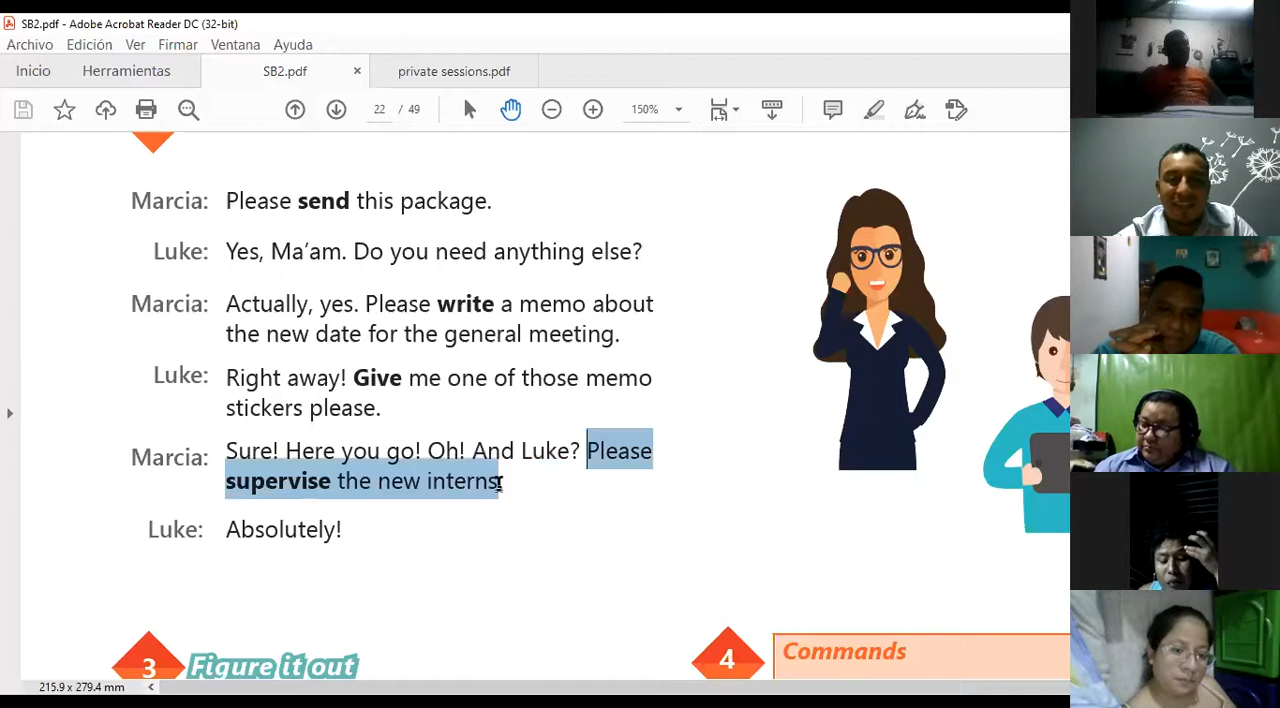 SB2.pdf - Adobe Acrobat Reader DC (32-bit)
Archivo Edición Ver Firmar Ventana Ayuda
Inicio Herramientas SB2.pdf × private sessions.pdf
22 / 49 150%
Marcia: Please send this package.
Luke: Yes, Ma’am. Do you need anything else?
Marcia: Actually, yes. Please write a memo about
the new date for the general meeting.
Luke: Right away! Give me one of those memo
stickers please.
Marcia: Sure! Here you go! Oh! And Luke? Please
supervise the new interns
Luke: Absolutely!
3 Figure it out
4 Commands
215.9 x 279.4 mm